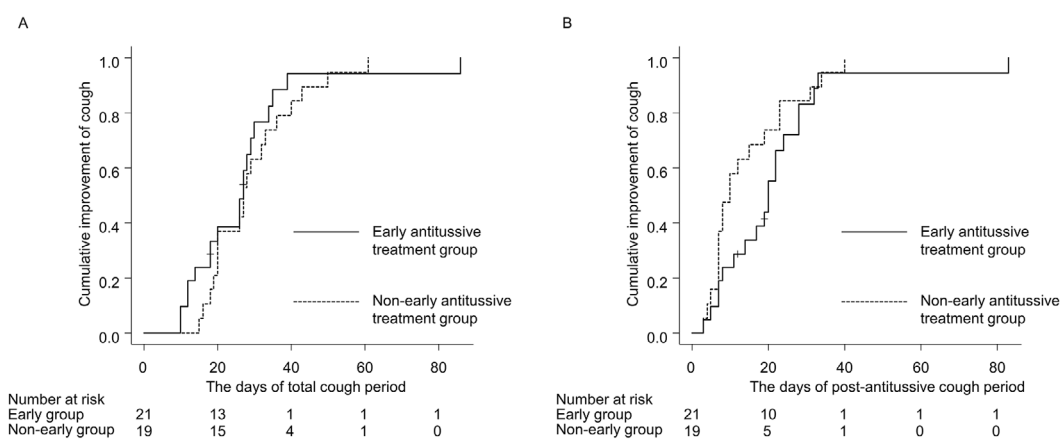 A
Cumulative improvement of cough
1.0
0.8
0.6
0.4
0.2
0.0
Early antitussive
treatment group
Non-early antitussive
treatment group
0 20 40 60 80
The days of total cough period
Number at risk
Early group 21 13 1 1 1
Non-early group 19 15 4 1 0
B
Cumulative improvement of cough
1.0
0.8
0.6
0.4
0.2
0.0
Early antitussive
treatment group
Non-early antitussive
treatment group
0 20 40 60 80
The days of post-antitussive cough period
Number at risk
Early group 21 10 1 1 1
Non-early group 19 5 1 0 0